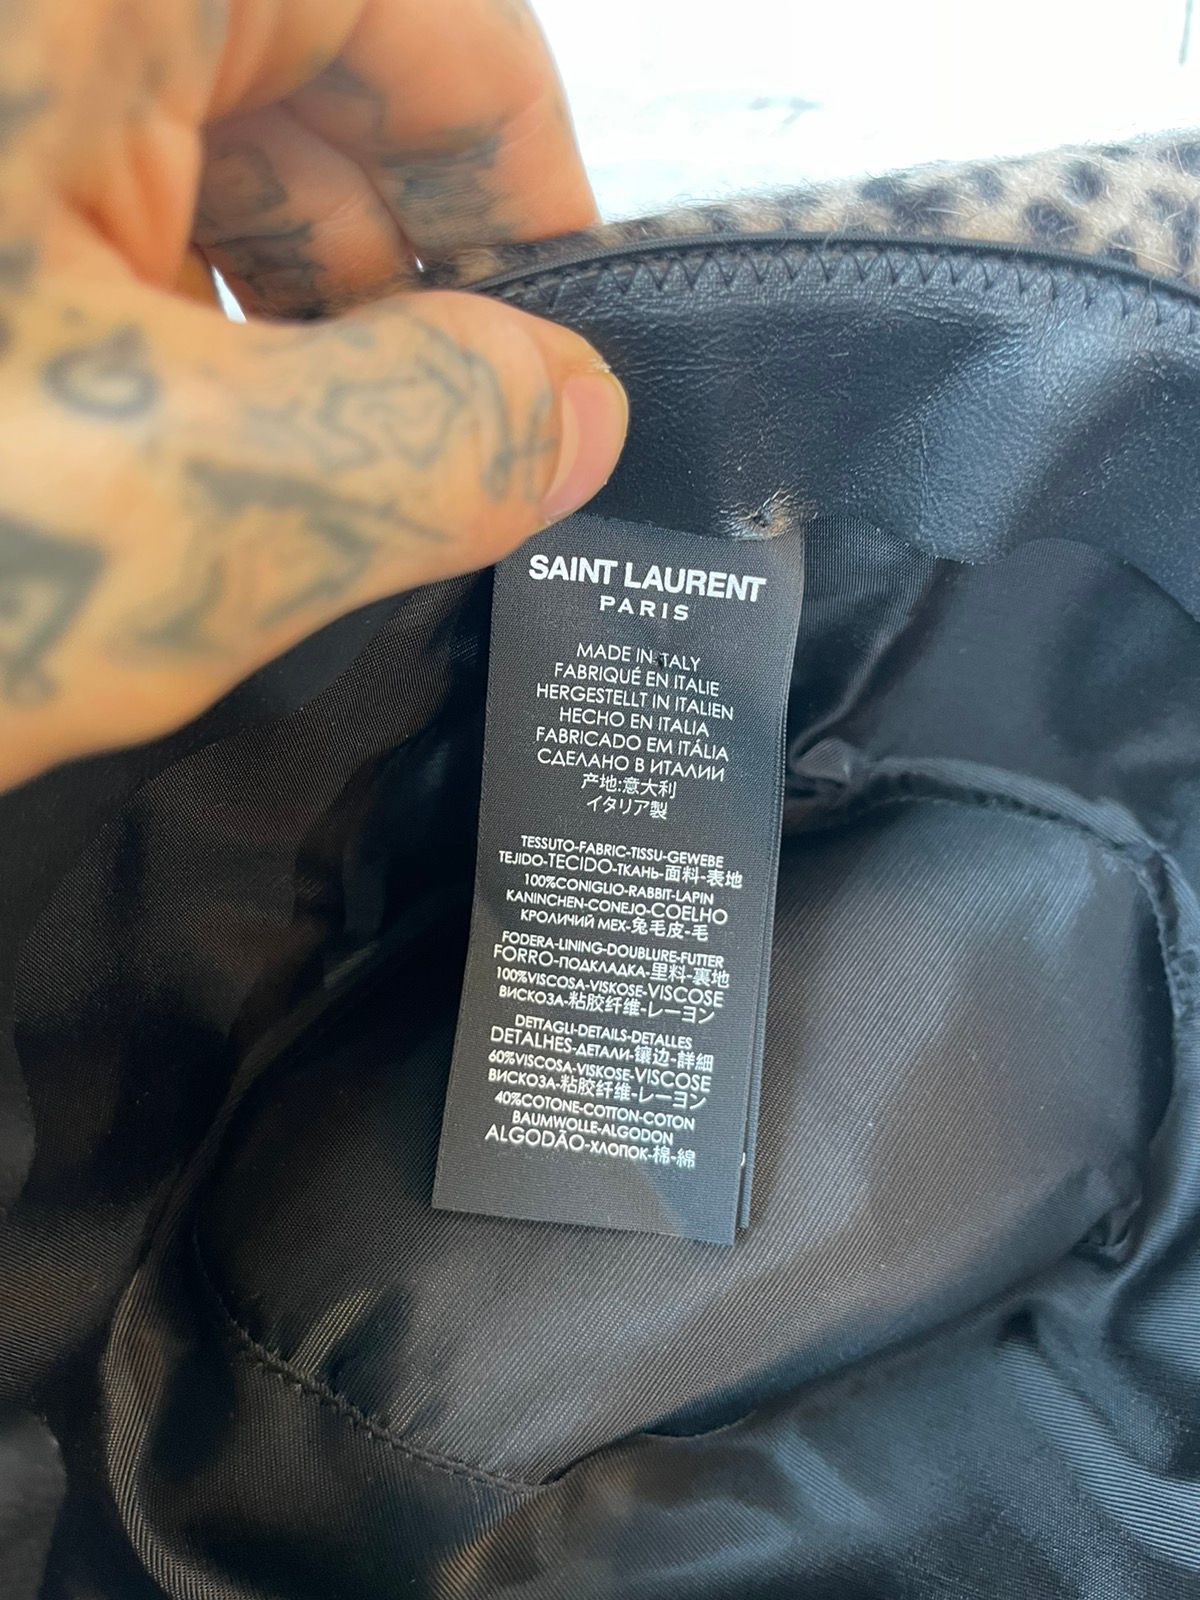 SAINT LAURENT
PARIS
MADE IN ITALY
FABRIQUÉ EN ITALIE
HERGESTELLT IN ITALIEN
HECHO EN ITALIA
FABRICADO EM ITÁLIA
СДЕЛАНО В ИТАЛИИ
产地:意大利
イタリア製
TESSUTO-FABRIC-TISSU-GEWEBE
TEJIDO-TECIDO-ТКАНЬ-面料-表地
100%CONIGLIO-RABBIT-LAPIN
KANINCHEN-CONEJO-COELHO
КРОЛИЧИЙ МЕХ-兔毛皮-毛
FODERA-LINING-DOUBLURE-FUTTER
FORRO-ПОДКЛАДКА-里料-裏地
100%VISCOSA-VISKOSE-VISCOSE
ВИСКОЗА-粘胶纤维-レーヨン
DETTAGLI-DETAILS-DETALLES
DETALHES-ДЕТАЛИ-镶边-詳細
60%VISCOSA-VISKOSE-VISCOSE
ВИСКОЗА-粘胶纤维-レーヨン
40%COTONE-COTTON-COTON
BAUMWOLLE-ALGODON
ALGODÃO-ХЛОПОК-棉-綿